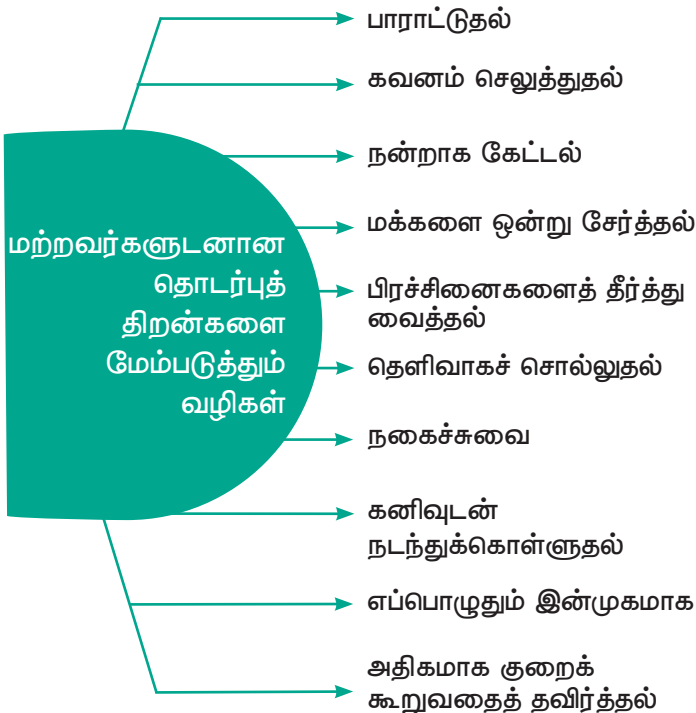 பாராட்டுதல்
கவனம் செலுத்துதல்
நன்றாக கேட்டல்
மக்களை ஒன்று சேர்த்தல்
மற்றவர்களுடனான
தொடர்புத்
திறன்களை
மேம்படுத்தும்
வழிகள்
பிரச்சினைகளைத் தீர்த்து
வைத்தல்
தெளிவாகச் சொல்லுதல்
நகைச்சுவை
கனிவுடன்
நடந்துக்கொள்ளுதல்
எப்பொழுதும் இன்முகமாக
அதிகமாக குறைக்
கூறுவதைத் தவிர்த்தல்